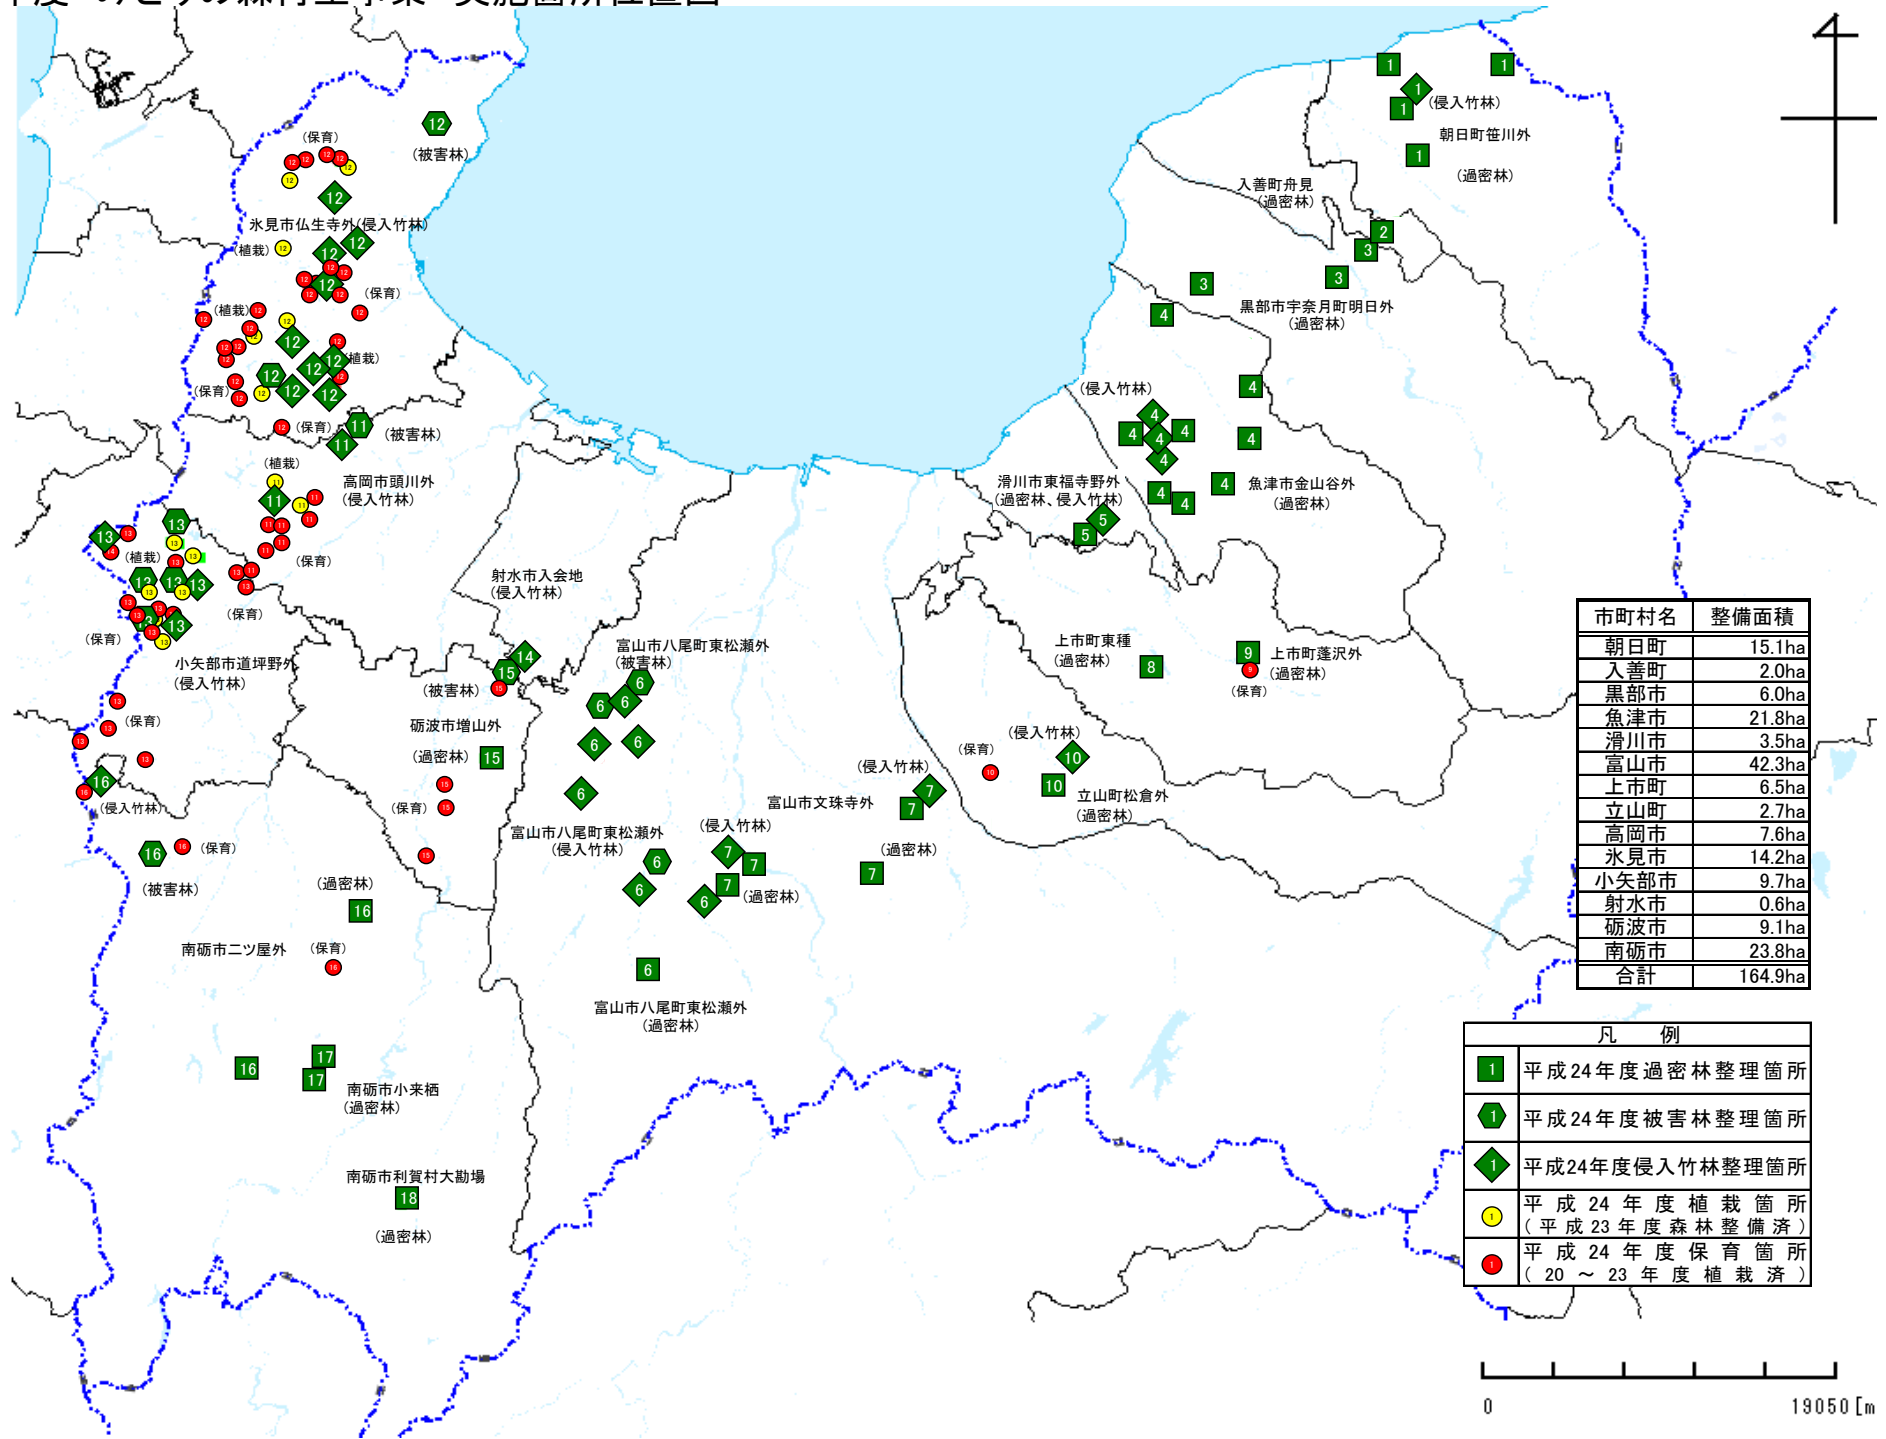 (保育)
(被害林)
氷見市仏生寺外(侵入竹林)
(植栽)
(保育)
(植栽)
(植栽)
(保育)
(保育)
(被害林)
(植栽)
高岡市頭川外
(侵入竹林)
(植栽)
(保育)
(保育)
(保育)
小矢部市道坪野外
(侵入竹林)
(保育)
(侵入竹林)
(保育)
(被害林)
(過密林)
南砺市二ツ屋外
(保育)
南砺市小来栖
(過密林)
南砺市利賀村大勘場
(過密林)
射水市入会地
(侵入竹林)
(被害林)
砺波市増山外
(過密林)
(保育)
富山市八尾町東松瀬外
(被害林)
富山市八尾町東松瀬外
(侵入竹林)
(侵入竹林)
(過密林)
富山市八尾町東松瀬外
(過密林)
(侵入竹林)
富山市文珠寺外
(過密林)
(保育)
(侵入竹林)
立山町松倉外
(過密林)
上市町東種
(過密林)
上市町蓬沢外
(過密林)
(保育)
滑川市東福寺野外
(過密林、侵入竹林)
(侵入竹林)
魚津市金山谷外
(過密林)
黒部市宇奈月町明日外
(過密林)
入善町舟見
(過密林)
(侵入竹林)
朝日町笹川外
(過密林)
市町村名 整備面積
朝日町 15.1ha
入善町 2.0ha
黒部市 6.0ha
魚津市 21.8ha
滑川市 3.5ha
富山市 42.3ha
上市町 6.5ha
立山町 2.7ha
高岡市 7.6ha
氷見市 14.2ha
小矢部市 9.7ha
射水市 0.6ha
砺波市 9.1ha
南砺市 23.8ha
合計 164.9ha
凡 例
1 平成24年度過密林整理箇所
1 平成24年度被害林整理箇所
1 平成24年度侵入竹林整理箇所
1 平成24年度植栽箇所
(平成23年度森林整備済)
1 平成24年度保育箇所
(20～23年度植栽済)
0 19050[m